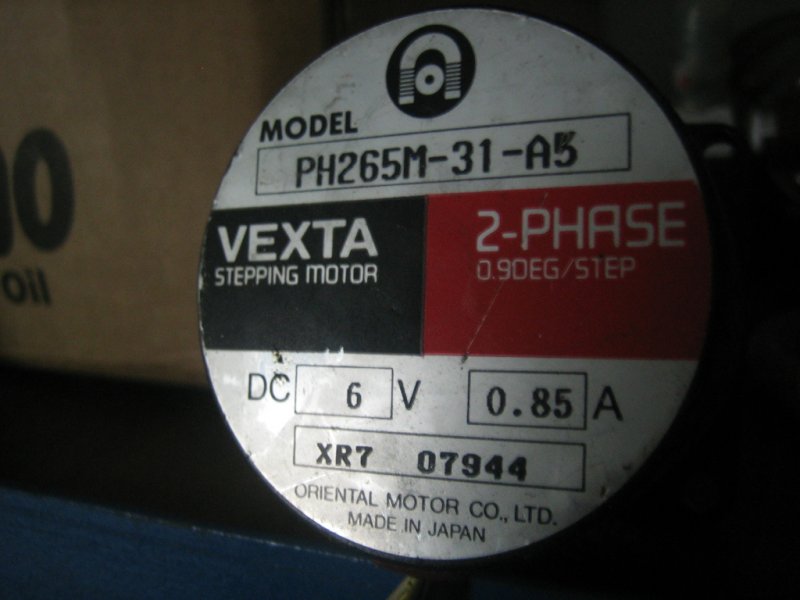 MODEL
PH265M-31-A5
VEXTA
STEPPING MOTOR
2-PHASE
0.9DEG/STEP
DC 6 V 0.85 A
XR7 07944
ORIENTAL MOTOR CO., LTD.
MADE IN JAPAN
Oil